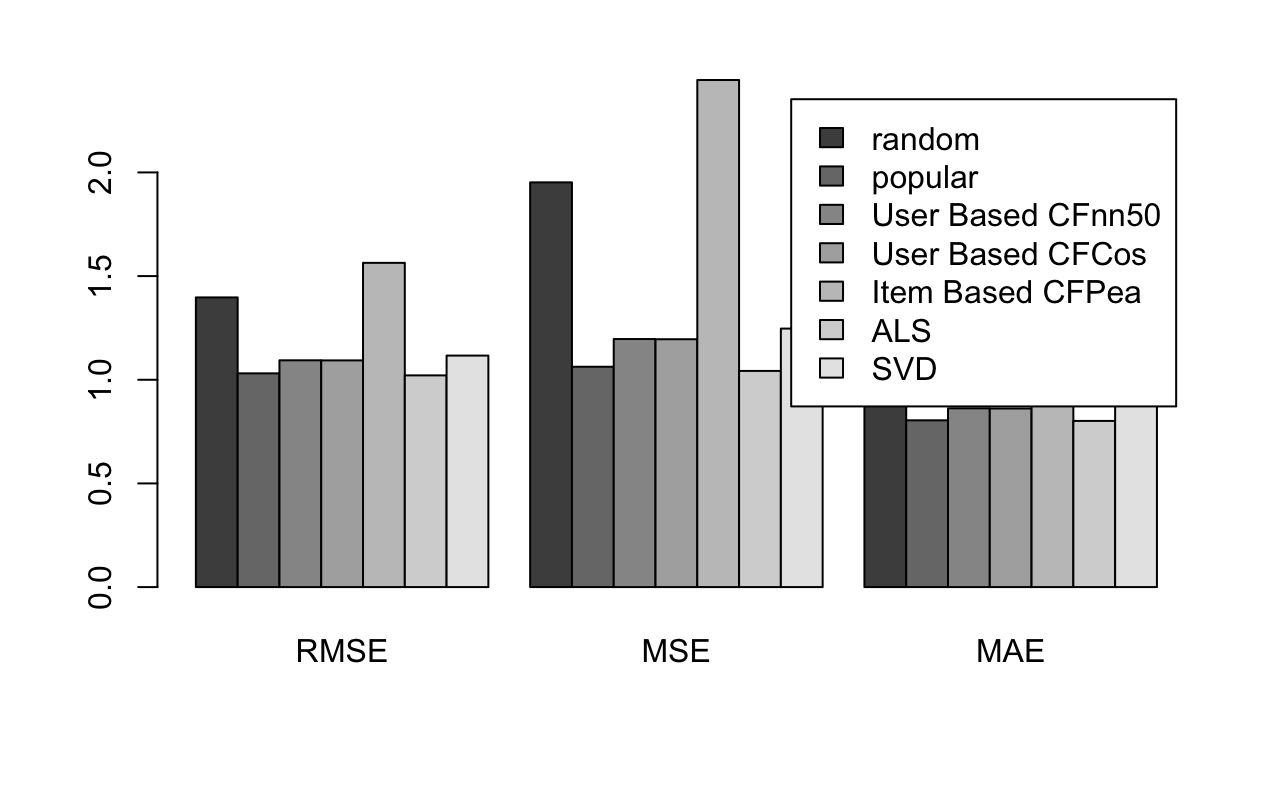 2.0
1.5
1.0
0.5
0.0
random
popular
User Based CFnn50
User Based CFCos
Item Based CFPea
ALS
SVD
RMSE MSE MAE